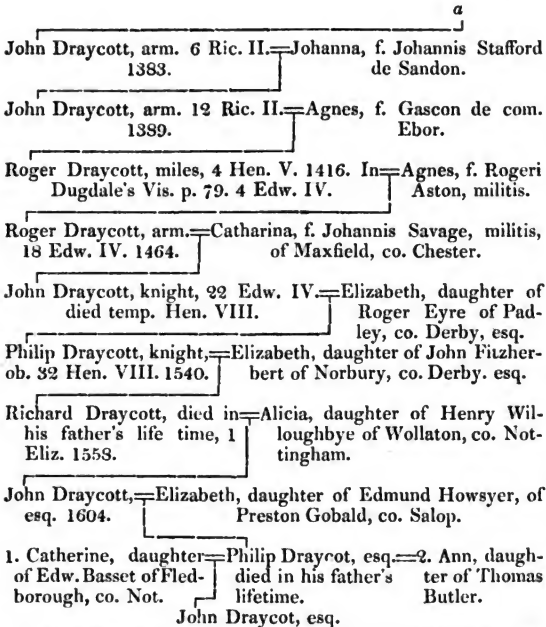 a
John Draycott, arm. 6 Ric. II.=Johanna, f. Johannis Stafford
1383. de Sandon.
John Draycott, arm. 12 Ric. II.=Agnes, f. Gascon de com.
1389. Ebor.
Roger Draycott, miles, 4 Hen. V. 1416. In=Agnes, f. Rogeri
Dugdale's Vis. p. 79. 4 Edw. IV. Aston, militis.
Roger Draycott, arm.=Catharina, f. Johannis Savage, militis,
18 Edw. IV. 1464. of Maxfield, co. Chester.
John Draycott, knight, 22 Edw. IV.=Elizabeth, daughter of
died temp. Hen. VIII. Roger Eyre of Pad-
ley, co. Derby, esq.
Philip Draycott, knight,=Elizabeth, daughter of John Fitzher-
ob. 32 Hen. VIII. 1540. bert of Norbury, co. Derby. esq.
Richard Draycott, died in=Alicia, daughter of Henry Wil-
his father's life time, 1 loughbye of Wollaton, co. Not-
Eliz. 1558. tingham.
John Draycott,=Elizabeth, daughter of Edmund Howsyer, of
esq. 1604. Preston Gobald, co. Salop.
1. Catherine, daughter=Philip Draycot, esq.=2. Ann, daugh-
of Edw. Basset of Fled- died in his father's ter of Thomas
borough, co. Not. lifetime. Butler.
John Draycot, esq.